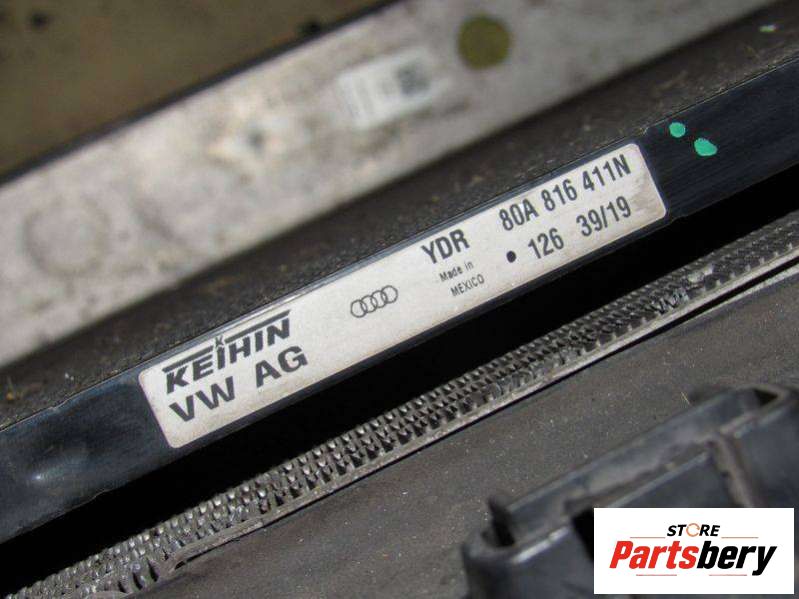 KEIHIN
VW AG
YDR
Made in
MEXICO
80A 816 411N
• 126 39/19
STORE
Partsbery